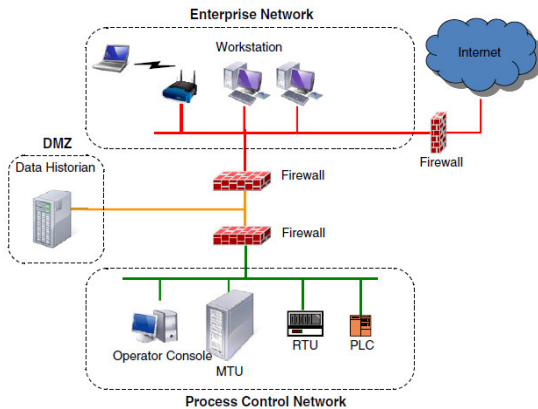 Enterprise Network
Workstation
Internet
Firewall
DMZ
Data Historian
Firewall
Firewall
Operator Console
MTU
RTU
PLC
Process Control Network